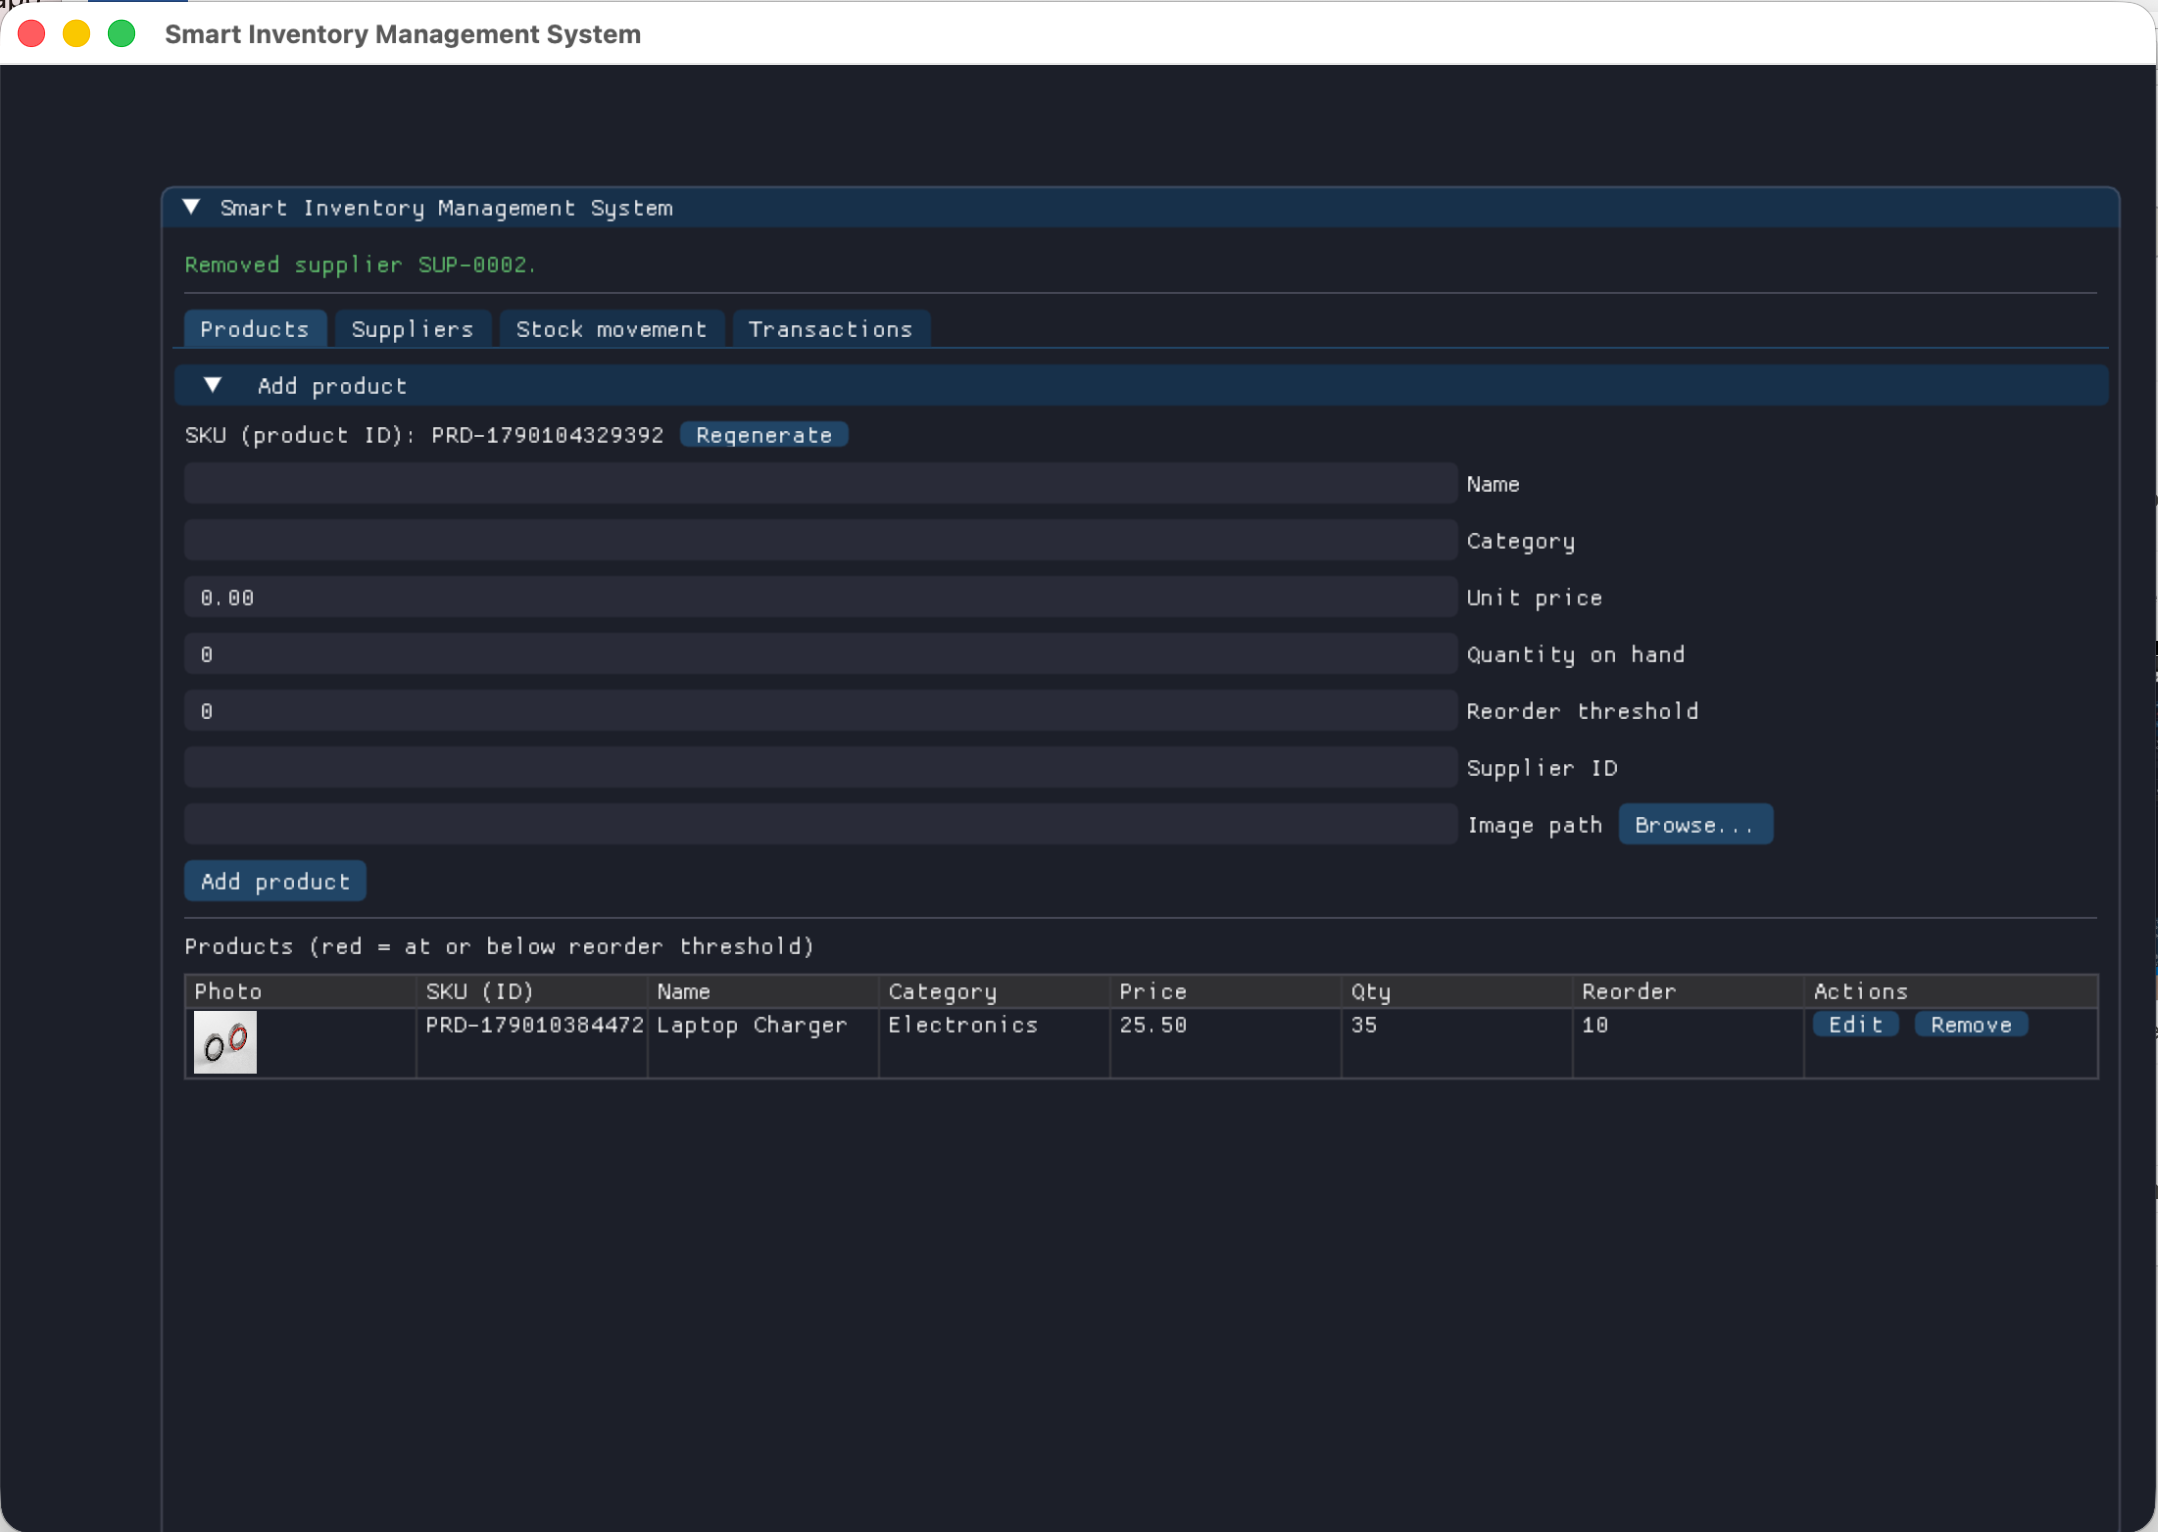 Smart Inventory Management System
▼ Smart Inventory Management System
Removed supplier SUP-0002.
Products Suppliers Stock movement Transactions
▼ Add product
SKU (product ID): PRD-1790104329392 Regenerate
Name
Category
0.00 Unit price
0 Quantity on hand
0 Reorder threshold
Supplier ID
Image path Browse...
Add product
Products (red = at or below reorder threshold)
Photo SKU (ID) Name Category Price Qty Reorder Actions
PRD-179010384472 Laptop Charger Electronics 25.50 35 10 Edit Remove